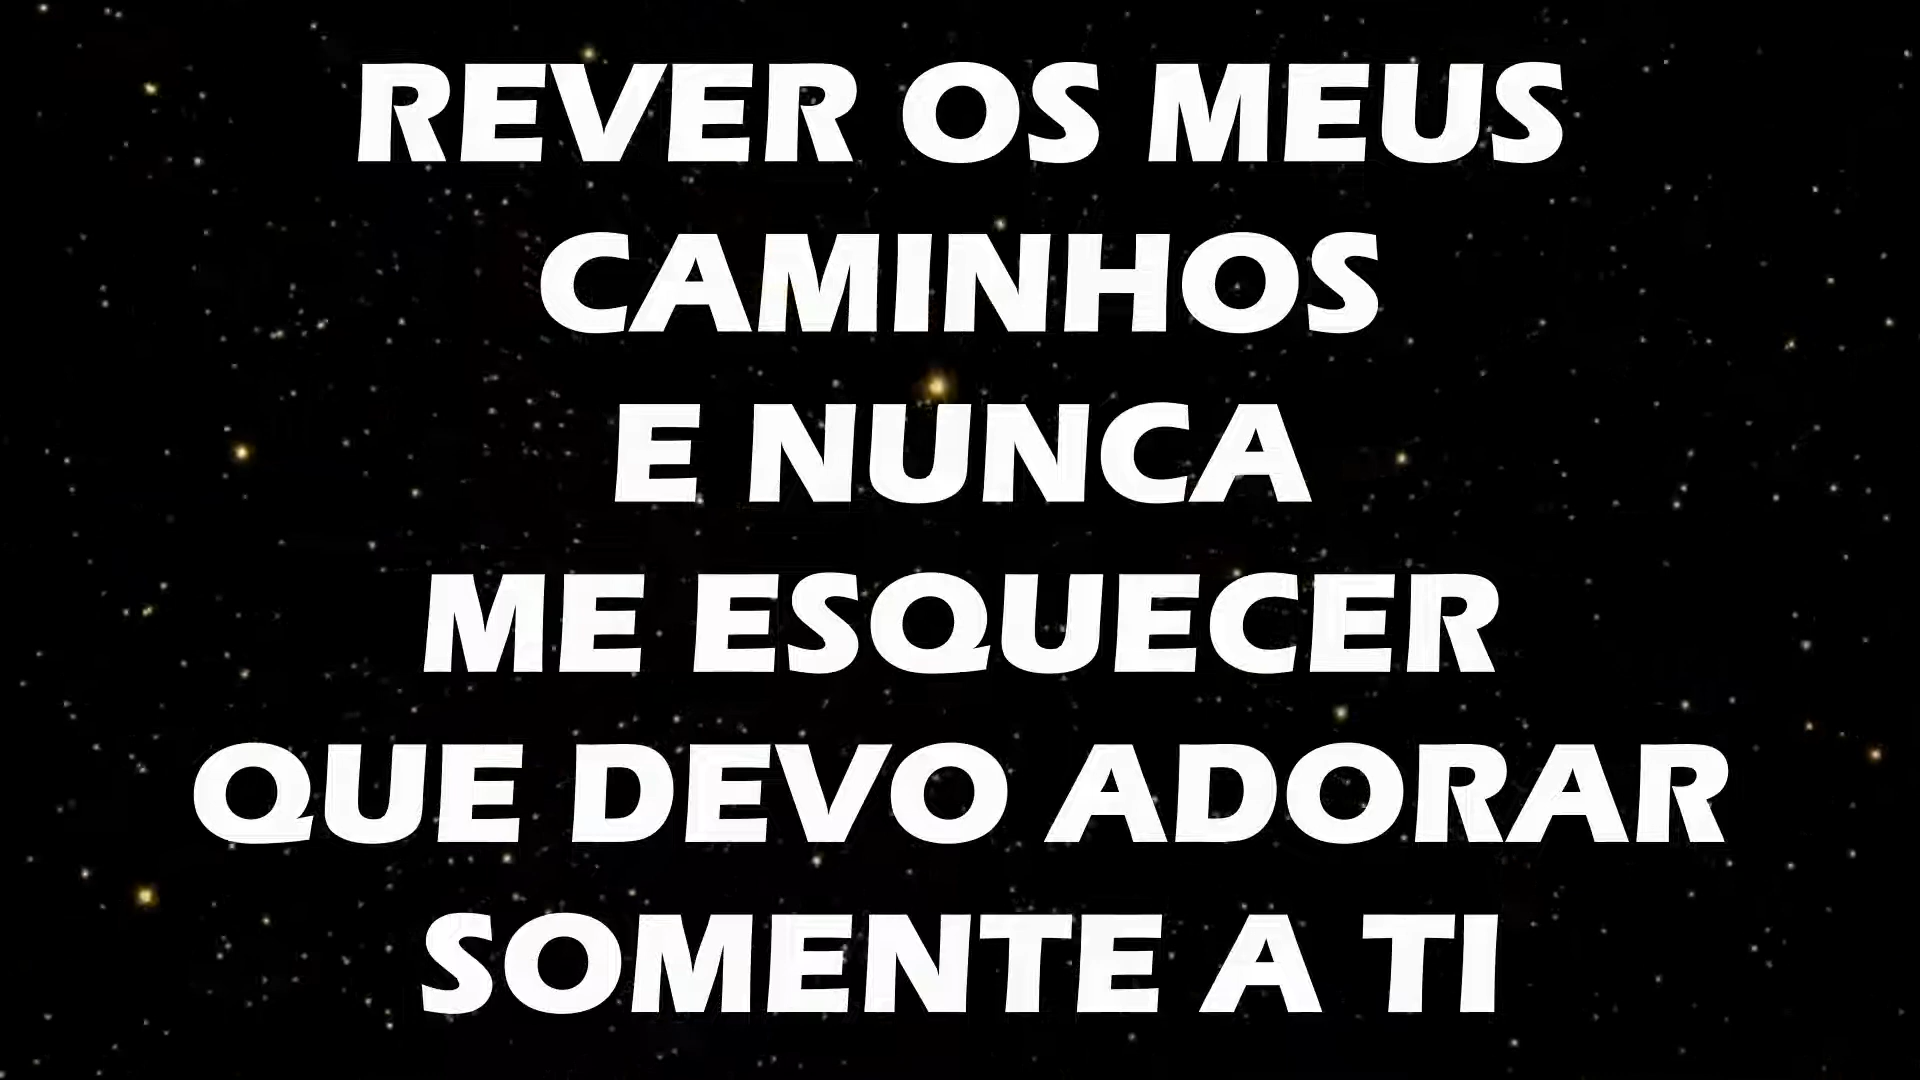 REVER OS MEUS
CAMINHOS
E NUNCA
ME ESQUECER
QUE DEVO ADORAR
SOMENTE A TI